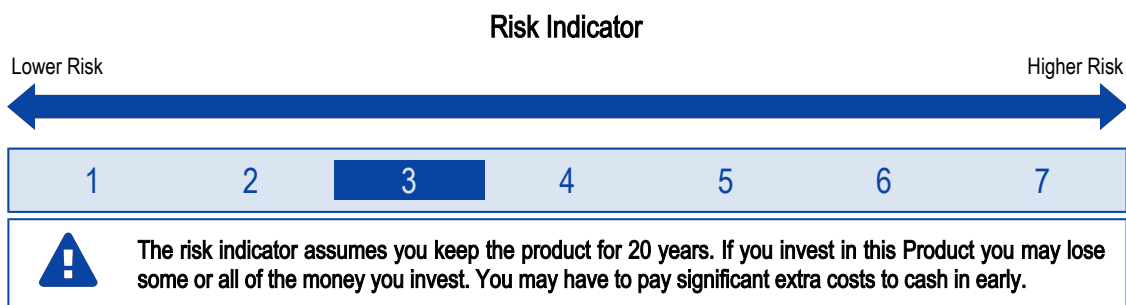 Risk Indicator
Lower Risk Higher Risk
1 2 3 4 5 6 7
The risk indicator assumes you keep the product for 20 years. If you invest in this Product you may lose
some or all of the money you invest. You may have to pay significant extra costs to cash in early.